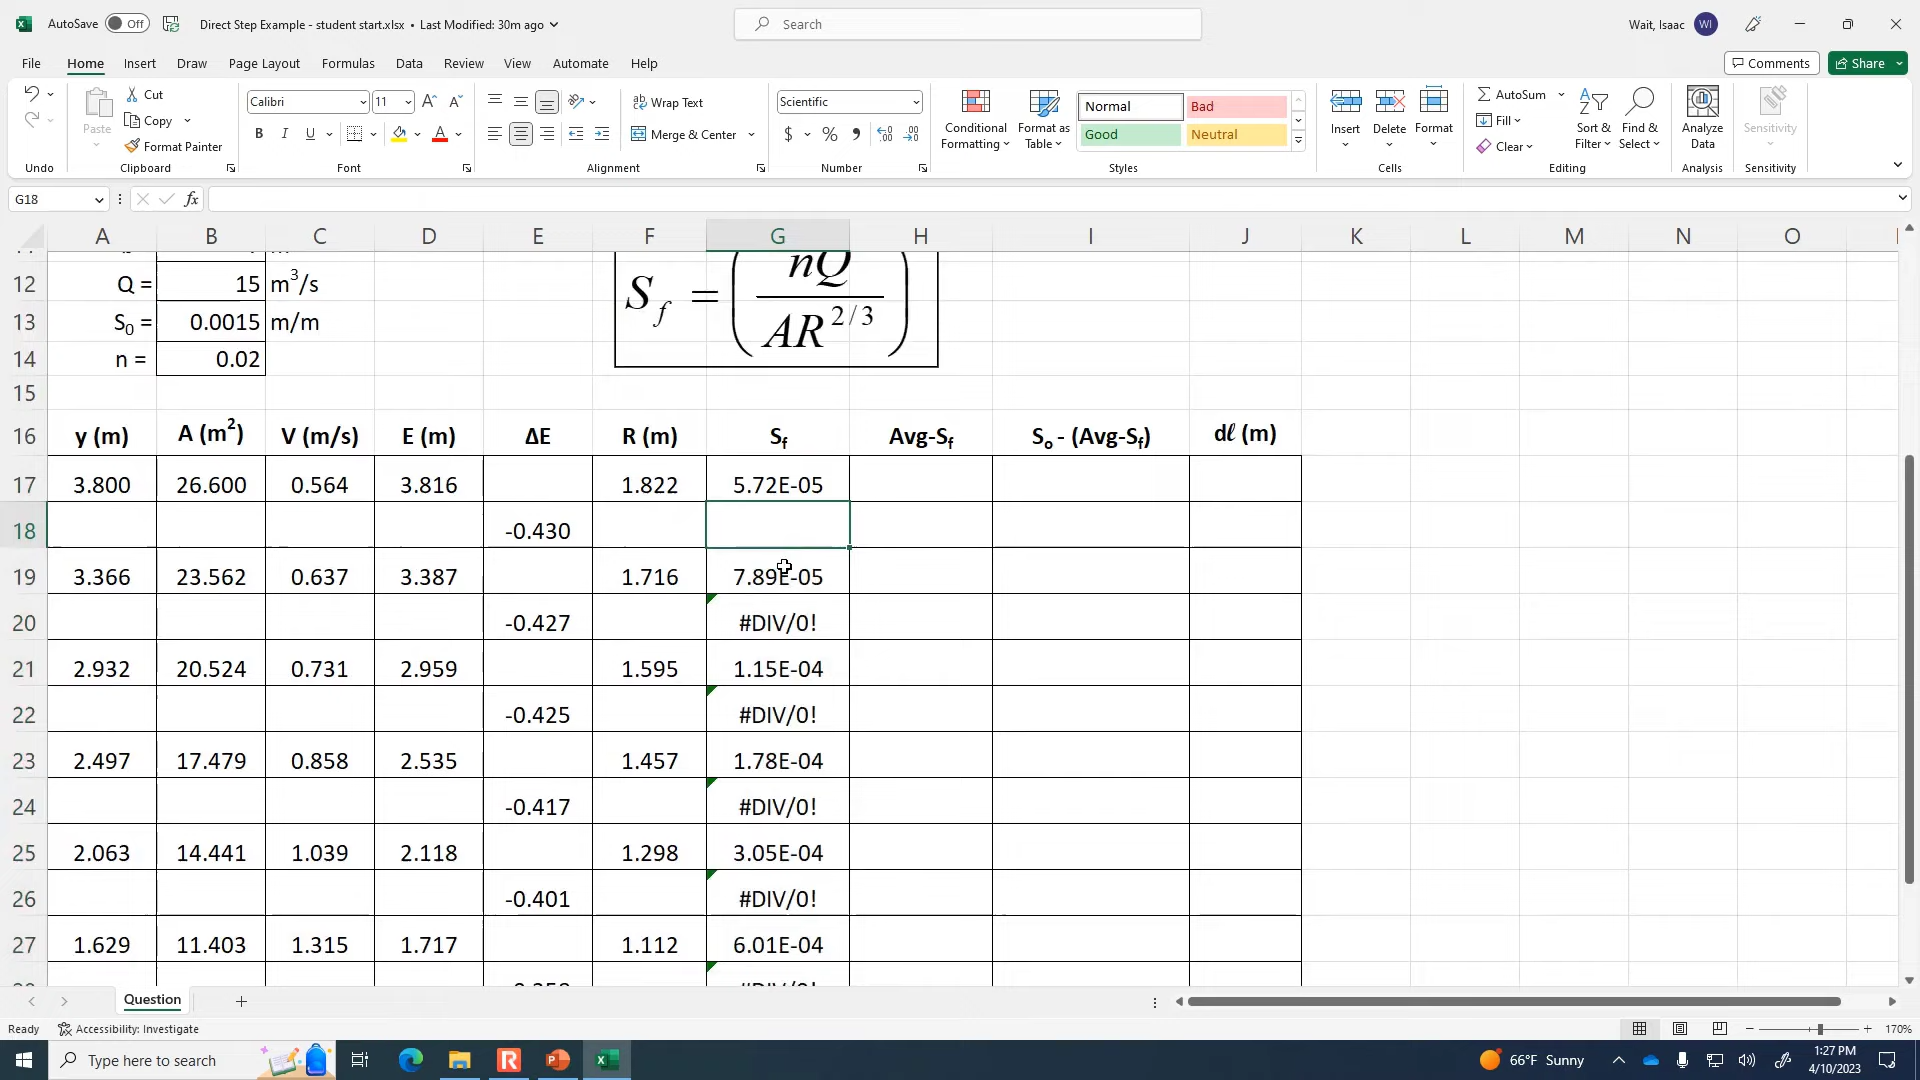 AutoSave Off Direct Step Example - student start.xlsx • Last Modified: 30m ago Search Wait, Isaac WI
File Home Insert Draw Page Layout Formulas Data Review View Automate Help Comments Share
Cut Calibri 11 Wrap Text Scientific Normal Bad AutoSum
Paste Copy B I U Merge & Center $ % Conditional Formatting Format as Table Good Neutral Insert Delete Format Fill Sort & Filter Find & Select Analyze Data Sensitivity
Format Painter Clear
Undo Clipboard Font Alignment Number Styles Cells Editing Analysis Sensitivity
G18 fx
A B C D E F G H I J K L M N O
12 Q = 15 m³/s
13 S₀ = 0.0015 m/m
14 n = 0.02
S_f = (nQ / AR^2/3)
15
16 y (m) A (m²) V (m/s) E (m) ΔE R (m) Sf Avg-Sf So - (Avg-Sf) dℓ (m)
17 3.800 26.600 0.564 3.816 1.822 5.72E-05
18 -0.430
19 3.366 23.562 0.637 3.387 1.716 7.89E-05
20 -0.427 #DIV/0!
21 2.932 20.524 0.731 2.959 1.595 1.15E-04
22 -0.425 #DIV/0!
23 2.497 17.479 0.858 2.535 1.457 1.78E-04
24 -0.417 #DIV/0!
25 2.063 14.441 1.039 2.118 1.298 3.05E-04
26 -0.401 #DIV/0!
27 1.629 11.403 1.315 1.717 1.112 6.01E-04
Question
Ready Accessibility: Investigate 170%
Type here to search 66°F Sunny 1:27 PM
4/10/2023